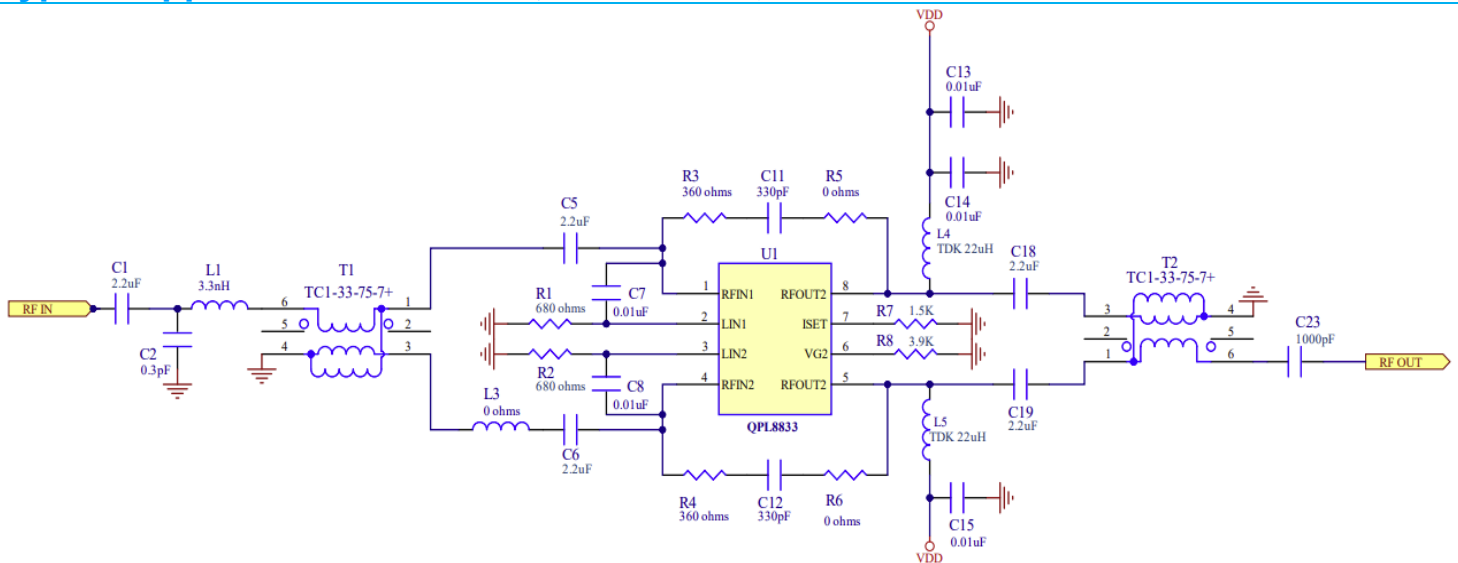 VDD
C13
0.01uF
C14
0.01uF
L4
TDK 22uH
R3
360 ohms
C11
330pF
R5
0 ohms
C5
2.2uF
U1
C18
2.2uF
T2
TC1-33-75-7+
C1
2.2uF
L1
3.3nH
T1
TC1-33-75-7+
RF IN
6
1
5
2
4
3
C2
0.3pF
R1
680 ohms
C7
0.01uF
R2
680 ohms
C8
0.01uF
1
RFIN1
RFOUT2
8
2
LIN1
ISET
7
3
LIN2
VG2
6
4
RFIN2
RFOUT2
5
QPL8833
R7
1.5K
R8
3.9K
3
4
2
5
1
6
C23
1000pF
RF OUT
L3
0 ohms
C6
2.2uF
C19
2.2uF
L5
TDK 22uH
R4
360 ohms
C12
330pF
R6
0 ohms
C15
0.01uF
VDD